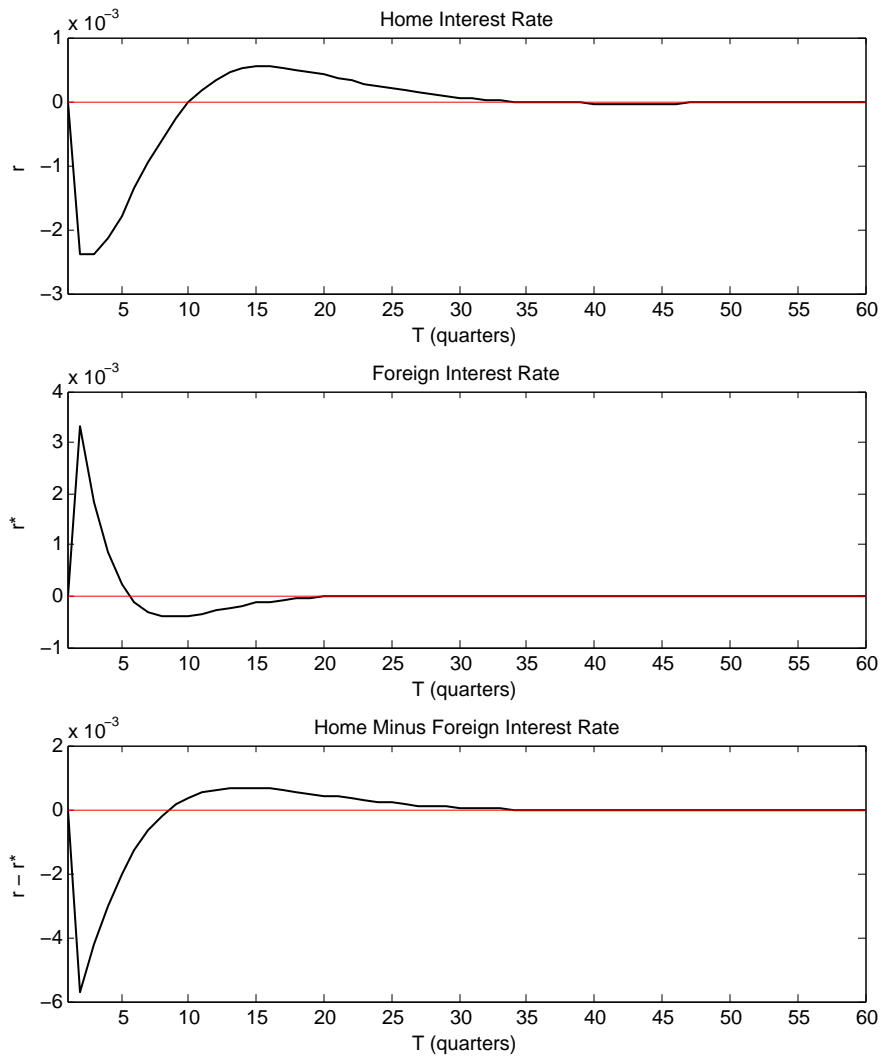 Home Interest Rate
x 10⁻³
1
0
−1
−2
−3
r
5 10 15 20 25 30 35 40 45 50 55 60
T (quarters)
Foreign Interest Rate
x 10⁻³
4
3
2
1
0
−1
r*
5 10 15 20 25 30 35 40 45 50 55 60
T (quarters)
Home Minus Foreign Interest Rate
x 10⁻³
2
0
−2
−4
−6
r − r*
5 10 15 20 25 30 35 40 45 50 55 60
T (quarters)